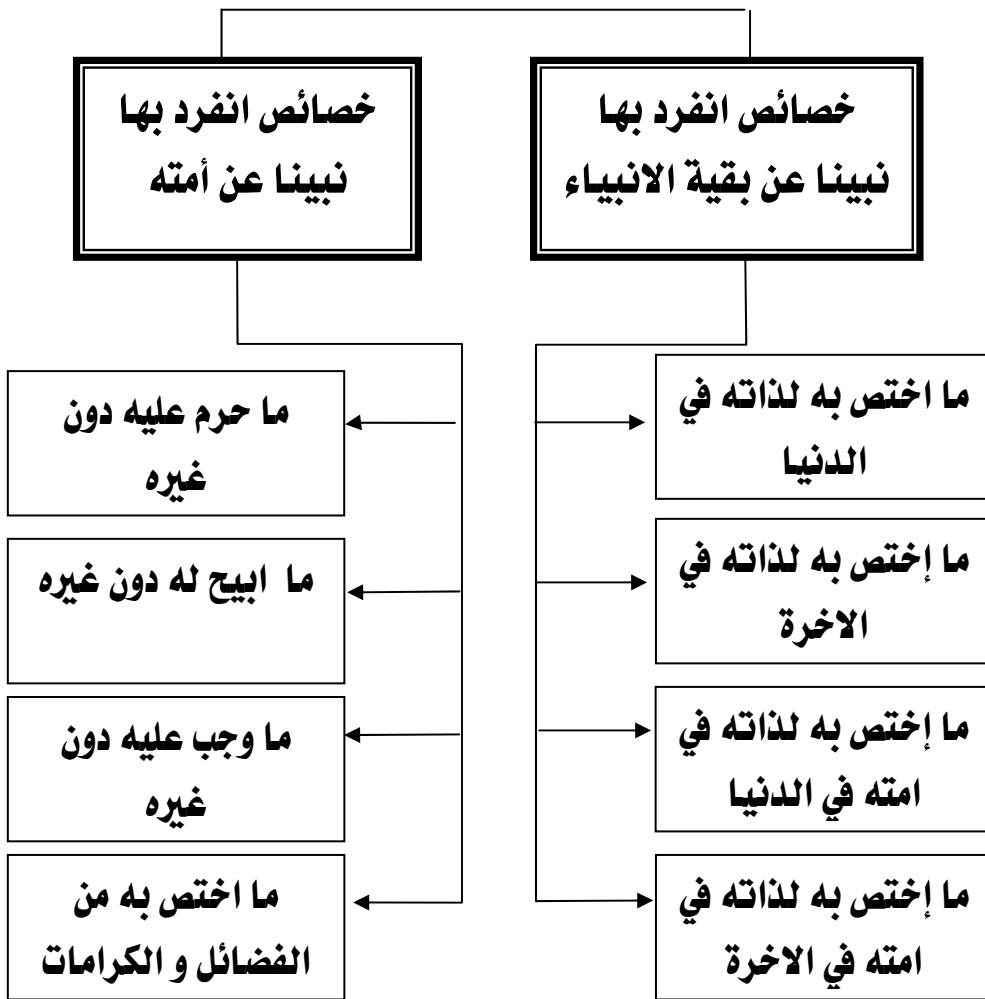 خصائص انفرد بها
نبينا عن بقية الانبياء
خصائص انفرد بها
نبينا عن أمته
ما اختص به لذاته في
الدنيا
ما إختص به لذاته في
الاخرة
ما إختص به لذاته في
امته في الدنيا
ما إختص به لذاته في
امته في الاخرة
ما حرم عليه دون
غيره
ما ابيح له دون غيره
ما وجب عليه دون
غيره
ما اختص به من
الفضائل و الكرامات